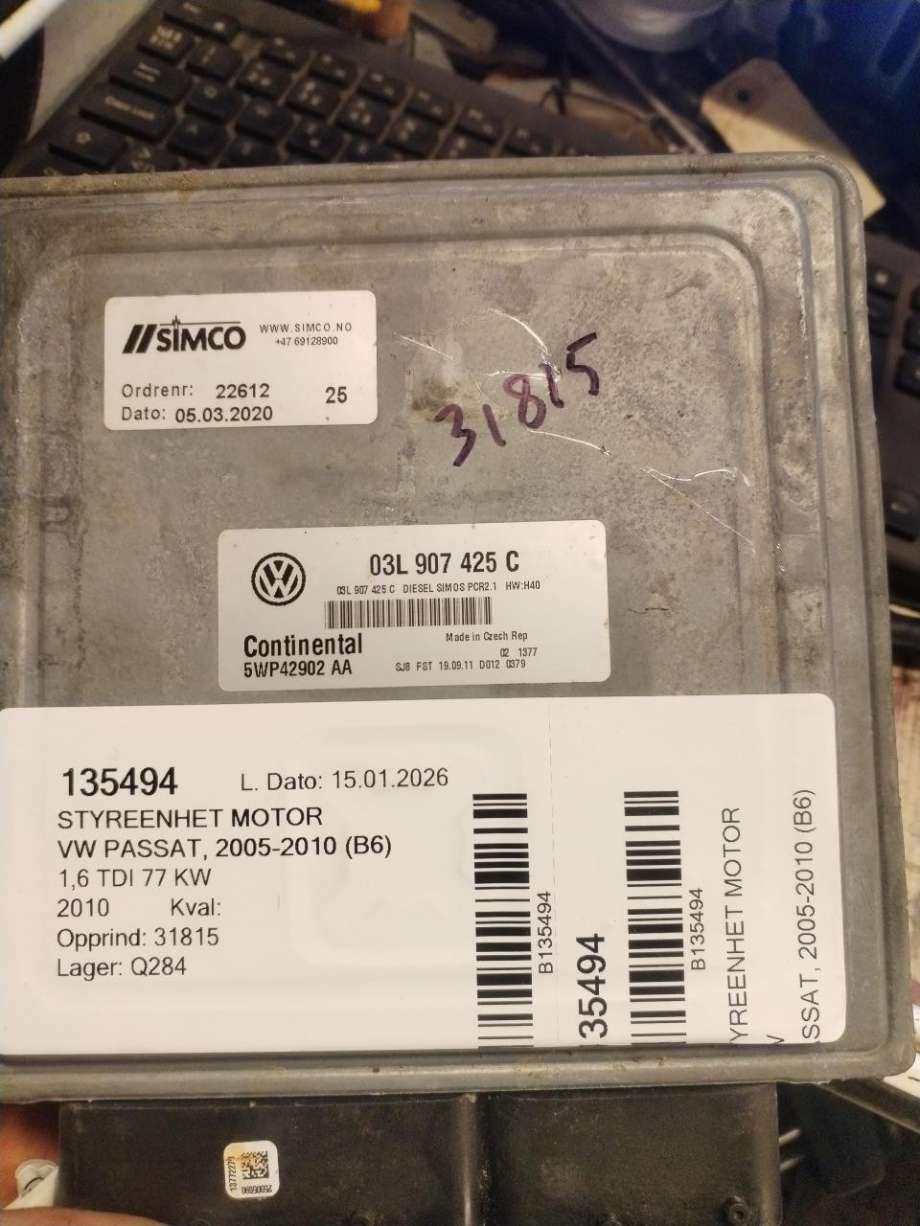 SIMCO
WWW.SIMCO.NO
+47 69128900
Ordrenr: 22612 25
Dato: 05.03.2020
31815
03L 907 425 C
03L 907 425 C DIESEL SIMOS PCR2.1 HW:H40
Continental
Made in Czech Rep
02 1377
5WP42902 AA
SJB FST 19.09.11 D012 0379
135494 L. Dato: 15.01.2026
STYREENHET MOTOR
VW PASSAT, 2005-2010 (B6)
1,6 TDI 77 KW
2010 Kval:
Opprind: 31815
Lager: Q284
B135494
35494
B135494
YREENHET MOTOR
SSAT, 2005-2010 (B6)